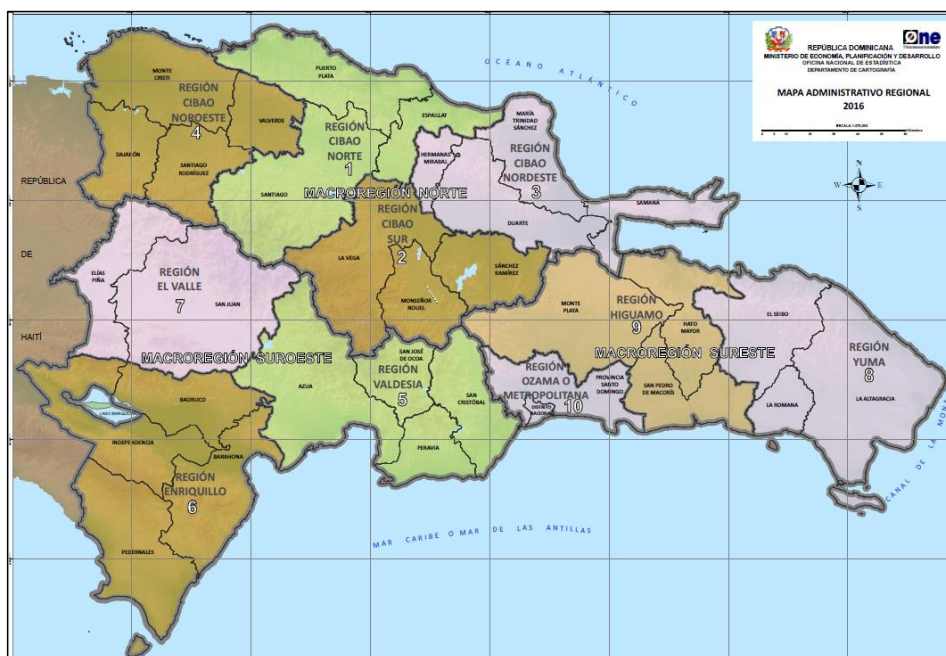 REPÚBLICA DOMINICANA
MINISTERIO DE ECONOMÍA, PLANIFICACIÓN Y DESARROLLO
OFICINA NACIONAL DE ESTADÍSTICA
DEPARTAMENTO DE CARTOGRAFÍA
MAPA ADMINISTRATIVO REGIONAL
2016
One
N
W
E
S
OCÉANO ATLÁNTICO
MONTE
CRISTI
REGIÓN
CIBAO
NOROESTE
4
VALVERDE
DAJABÓN
SANTIAGO
RODRÍGUEZ
PUERTO
PLATA
ESPAILLAT
REGIÓN
CIBAO
NORTE
1
SANTIAGO
MACROREGIÓN NORTE
MARÍA
TRINIDAD
SÁNCHEZ
HERMANAS
MIRABAL
REGIÓN
CIBAO
NORDESTE
3
DUARTE
SAMANÁ
REGIÓN
CIBAO
SUR
2
LA VEGA
MONSEÑOR
NOUEL
SÁNCHEZ
RAMÍREZ
REPÚBLICA
DE
HAITÍ
ELÍAS
PIÑA
REGIÓN
EL VALLE
7
SAN JUAN
MACROREGIÓN SUROESTE
AZUA
SAN JOSÉ
DE OCOA
REGIÓN
VALDESIA
5
SAN
CRISTÓBAL
PERAVIA
BAORUCO
LAGO ENRIQUILLO
INDEPENDENCIA
BARAHONA
REGIÓN
ENRIQUILLO
6
PEDERNALES
MONTE
PLATA
REGIÓN
HIGUAMO
9
HATO
MAYOR
MACROREGIÓN SURESTE
SAN PEDRO
DE MACORÍS
REGIÓN
OZAMA O
METROPOLITANA
10
PROVINCIA
SANTO
DOMINGO
DISTRITO
NACIONAL
EL SEIBO
REGIÓN
YUMA
8
LA ROMANA
LA ALTAGRACIA
CANAL DE LA MONA
MAR CARIBE O MAR DE LAS ANTILLAS